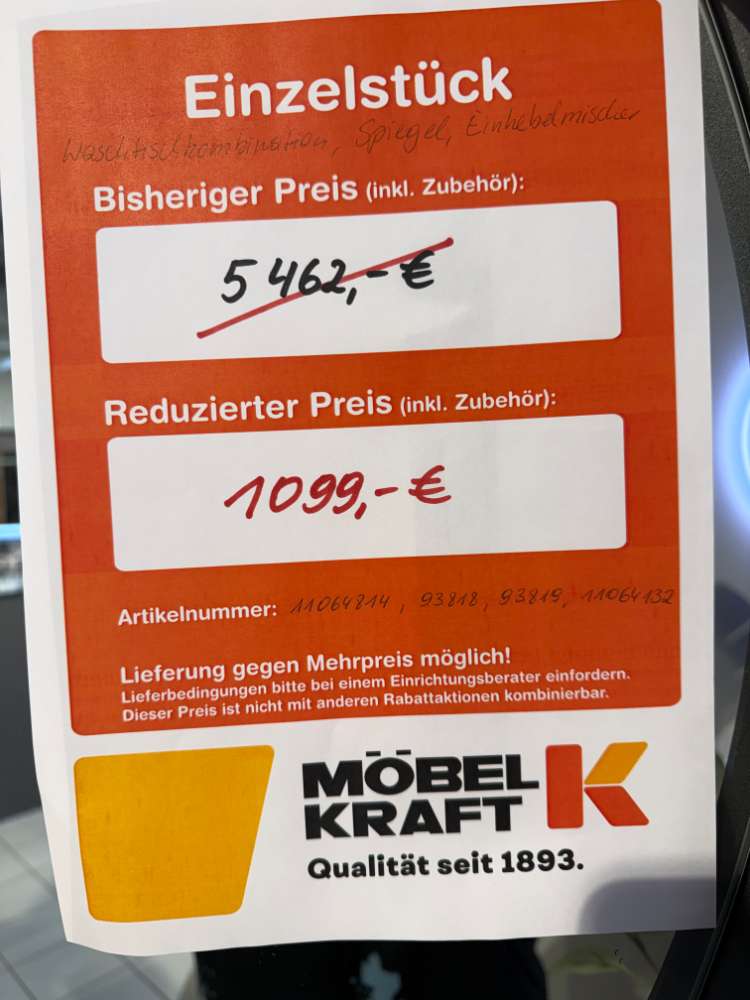 Einzelstück
Waschtischkombination, Spiegel, Einhebelmischer
Bisheriger Preis (inkl. Zubehör):
5 462,- €
Reduzierter Preis (inkl. Zubehör):
1099,- €
Artikelnummer: 11064814, 93818, 93819, 11064132
Lieferung gegen Mehrpreis möglich!
Lieferbedingungen bitte bei einem Einrichtungsberater einfordern.
Dieser Preis ist nicht mit anderen Rabattaktionen kombinierbar.
MÖBEL
KRAFT
Qualität seit 1893.